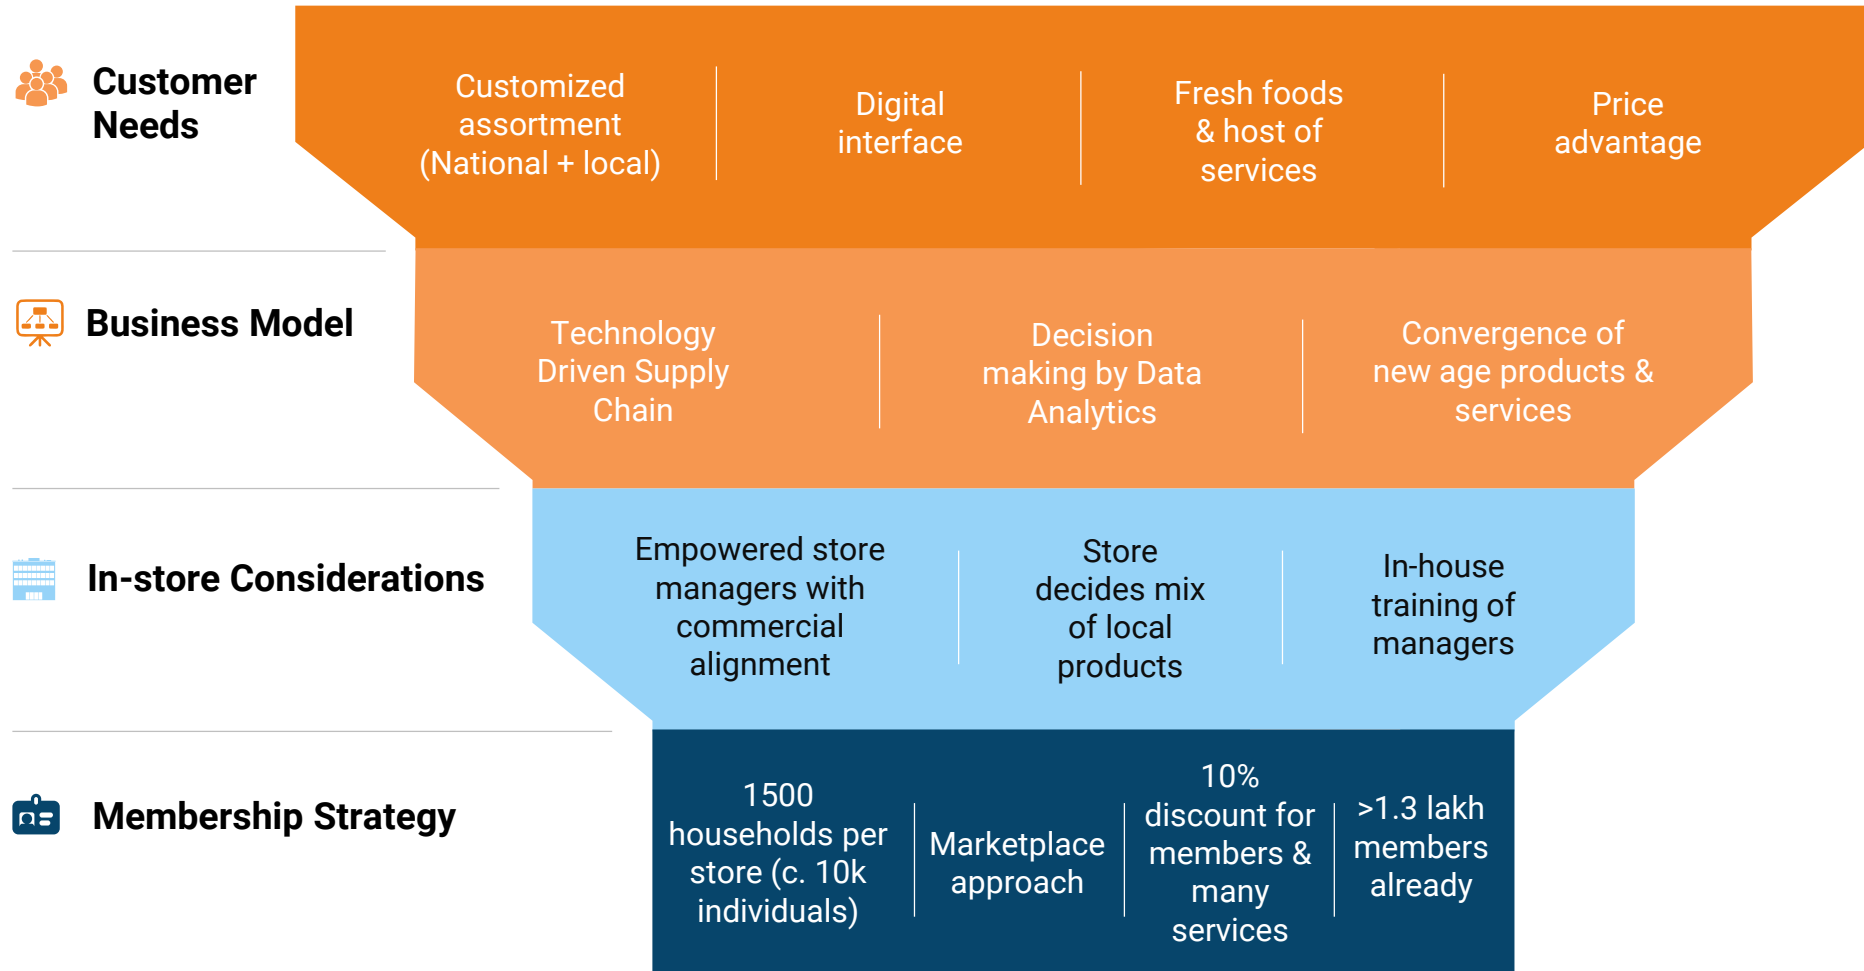 Customer
Needs
Customized
assortment
(National + local)
Digital
interface
Fresh foods
& host of
services
Price
advantage
Business Model
Technology
Driven Supply
Chain
Decision
making by Data
Analytics
Convergence of
new age products &
services
In-store Considerations
Empowered store
managers with
commercial
alignment
Store
decides mix
of local
products
In-house
training of
managers
Membership Strategy
1500
households per
store (c. 10k
individuals)
Marketplace
approach
10%
discount for
members &
many
services
>1.3 lakh
members
already